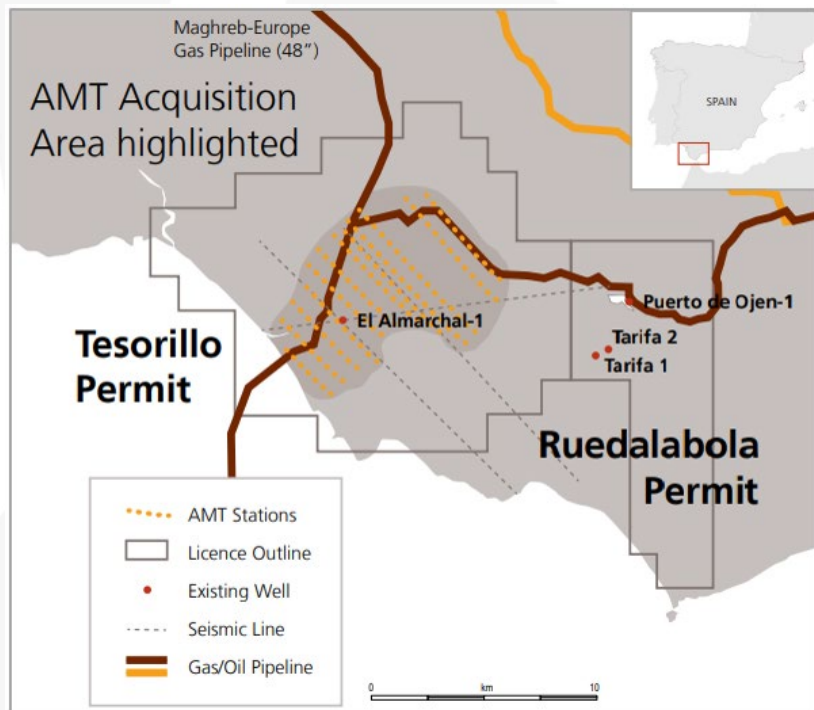 Maghreb-Europe
Gas Pipeline (48”)
AMT Acquisition
Area highlighted
SPAIN
El Almarchal-1
Puerto de Ojen-1
Tarifa 2
Tarifa 1
Tesorillo
Permit
Ruedalabola
Permit
AMT Stations
Licence Outline
Existing Well
Seismic Line
Gas/Oil Pipeline
0 km 10